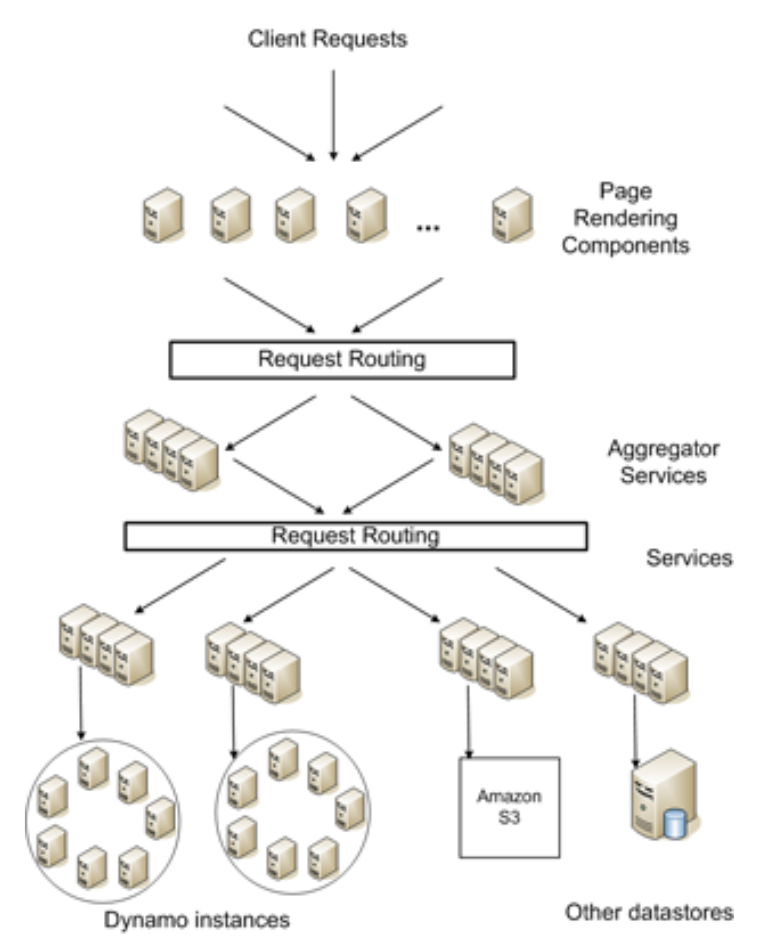 Client Requests
Page
Rendering
Components
...
Request Routing
Aggregator
Services
Request Routing
Services
Amazon
S3
Dynamo instances
Other datastores